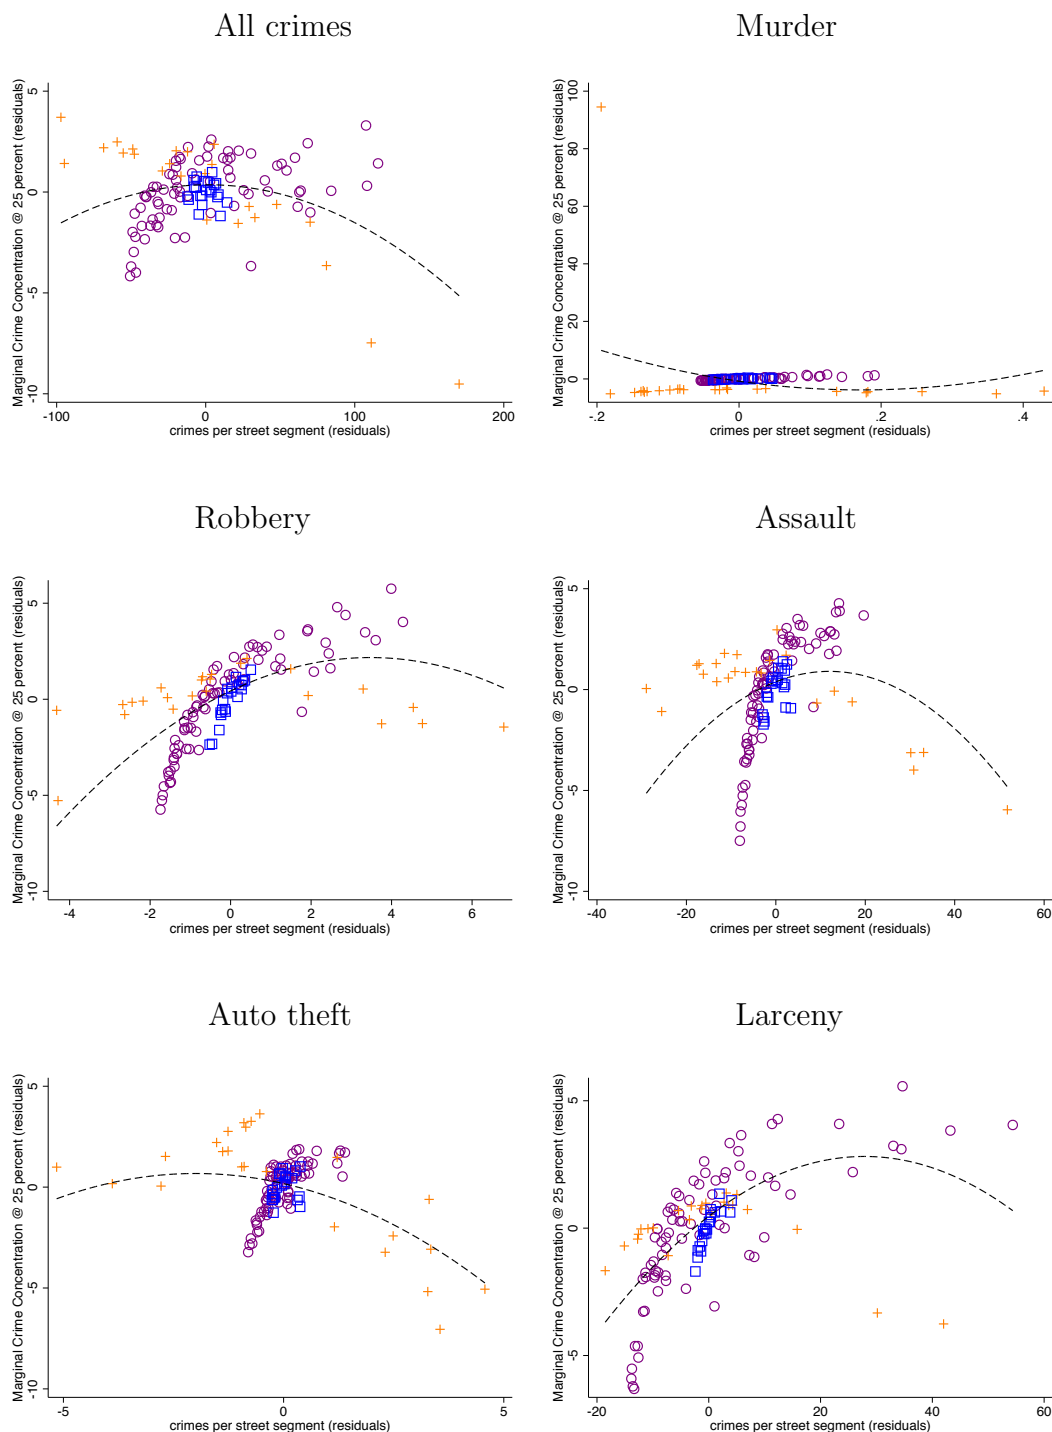 All crimes
Marginal Crime Concentration @ 25 percent (residuals)
5
0
-5
-10
-100
0
100
200
crimes per street segment (residuals)
Murder
Marginal Crime Concentration @ 25 percent (residuals)
100
80
60
40
20
0
-.2
0
.2
.4
crimes per street segment (residuals)
Robbery
Marginal Crime Concentration @ 25 percent (residuals)
5
0
-5
-10
-4
-2
0
2
4
6
crimes per street segment (residuals)
Assault
Marginal Crime Concentration @ 25 percent (residuals)
5
0
-5
-10
-40
-20
0
20
40
60
crimes per street segment (residuals)
Auto theft
Marginal Crime Concentration @ 25 percent (residuals)
5
0
-5
-10
-5
0
5
crimes per street segment (residuals)
Larceny
Marginal Crime Concentration @ 25 percent (residuals)
5
0
-5
-20
0
20
40
60
crimes per street segment (residuals)